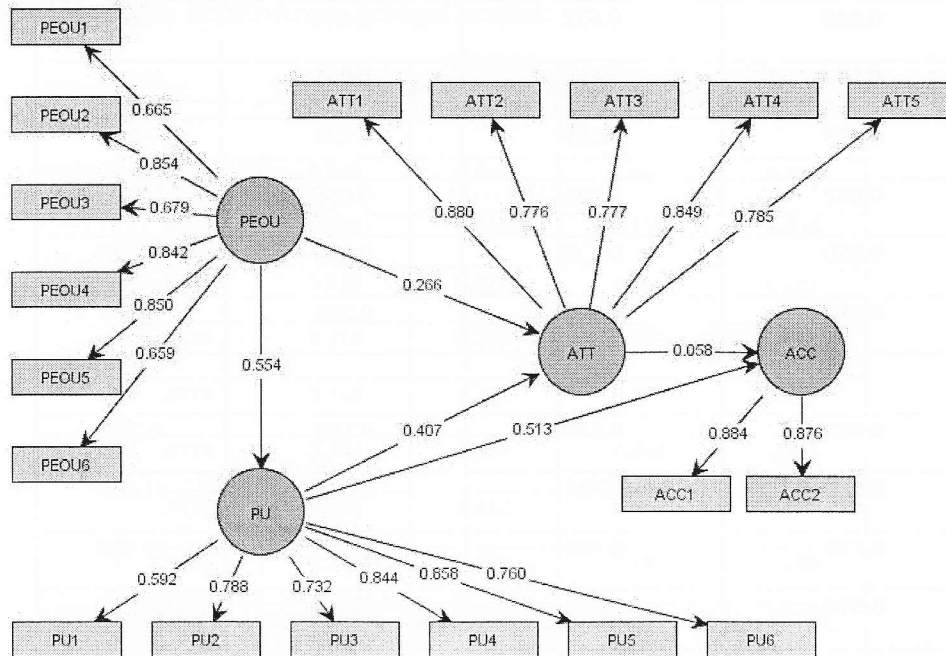 PEOU1
0.665
PEOU2
ATT1 ATT2 ATT3 ATT4 ATT5
0.854
PEOU3
0.679
PEOU
0.880 0.776 0.777 0.849 0.785
0.842
PEOU4
0.850
0.266
0.659
ATT
0.058
ACC
PEOU5
0.554
0.407
0.513
0.884
0.876
PEOU6
ACC1 ACC2
PU
0.592 0.788 0.732 0.844 0.858 0.760
PU1 PU2 PU3 PU4 PU5 PU6